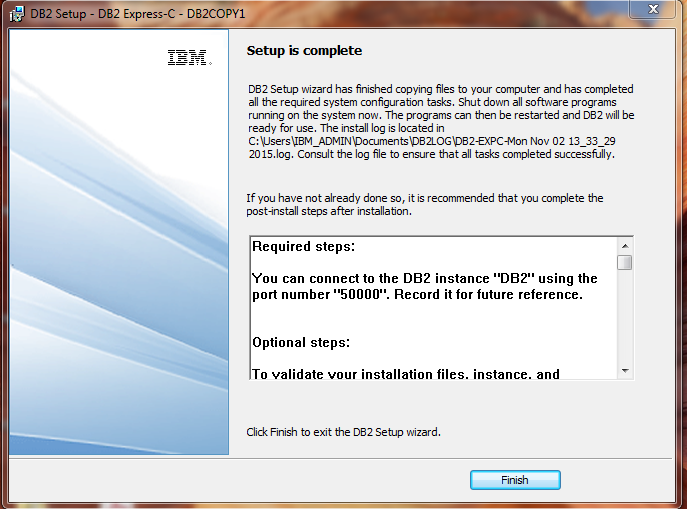 DB2 Setup - DB2 Express-C - DB2COPY1
IBM.
Setup is complete
DB2 Setup wizard has finished copying files to your computer and has completed
all the required system configuration tasks. Shut down all software programs
running on the system now. The programs can then be restarted and DB2 will be
ready for use. The install log is located in
C:\Users\IBM_ADMIN\Documents\DB2LOG\DB2-EXPC-Mon Nov 02 13_33_29
2015.log. Consult the log file to ensure that all tasks completed successfully.
If you have not already done so, it is recommended that you complete the
post-install steps after installation.
Required steps:
You can connect to the DB2 instance "DB2" using the
port number "50000". Record it for future reference.
Optional steps:
To validate your installation files, instance, and
Click Finish to exit the DB2 Setup wizard.
Finish